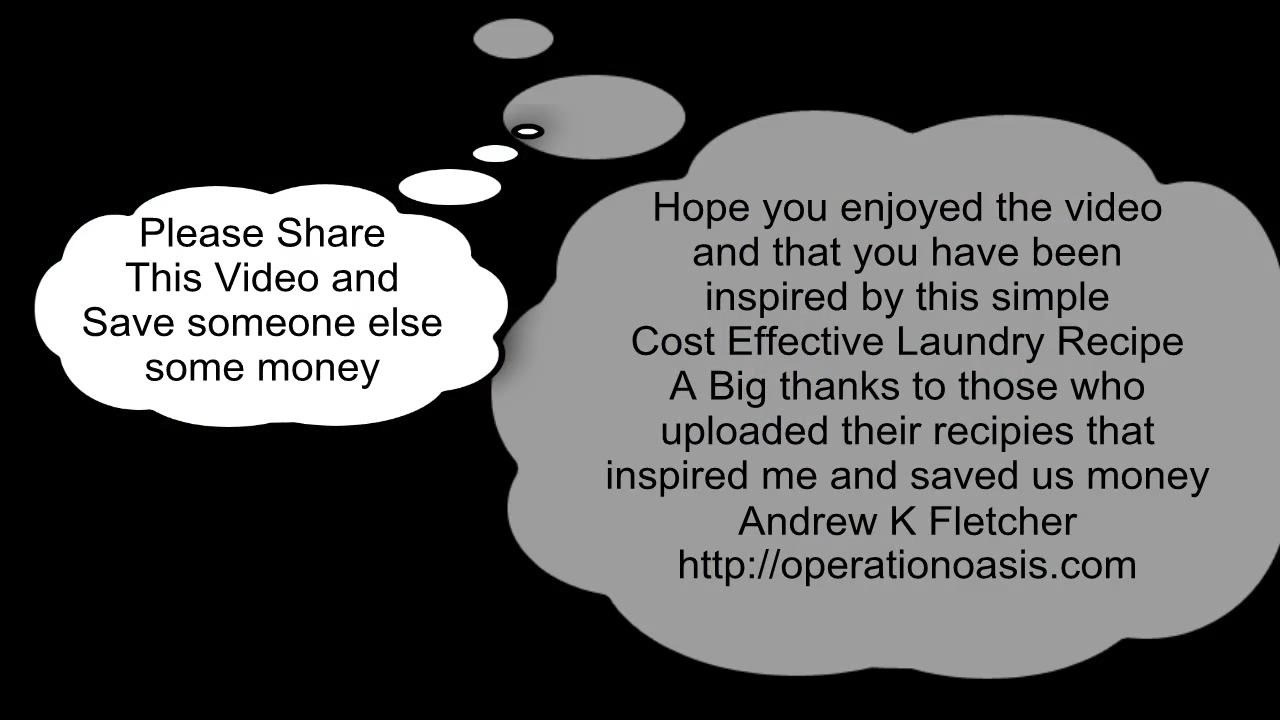 Please Share
This Video and
Save someone else
some money
Hope you enjoyed the video
and that you have been
inspired by this simple
Cost Effective Laundry Recipe
A Big thanks to those who
uploaded their recipies that
inspired me and saved us money
Andrew K Fletcher
http://operationoasis.com